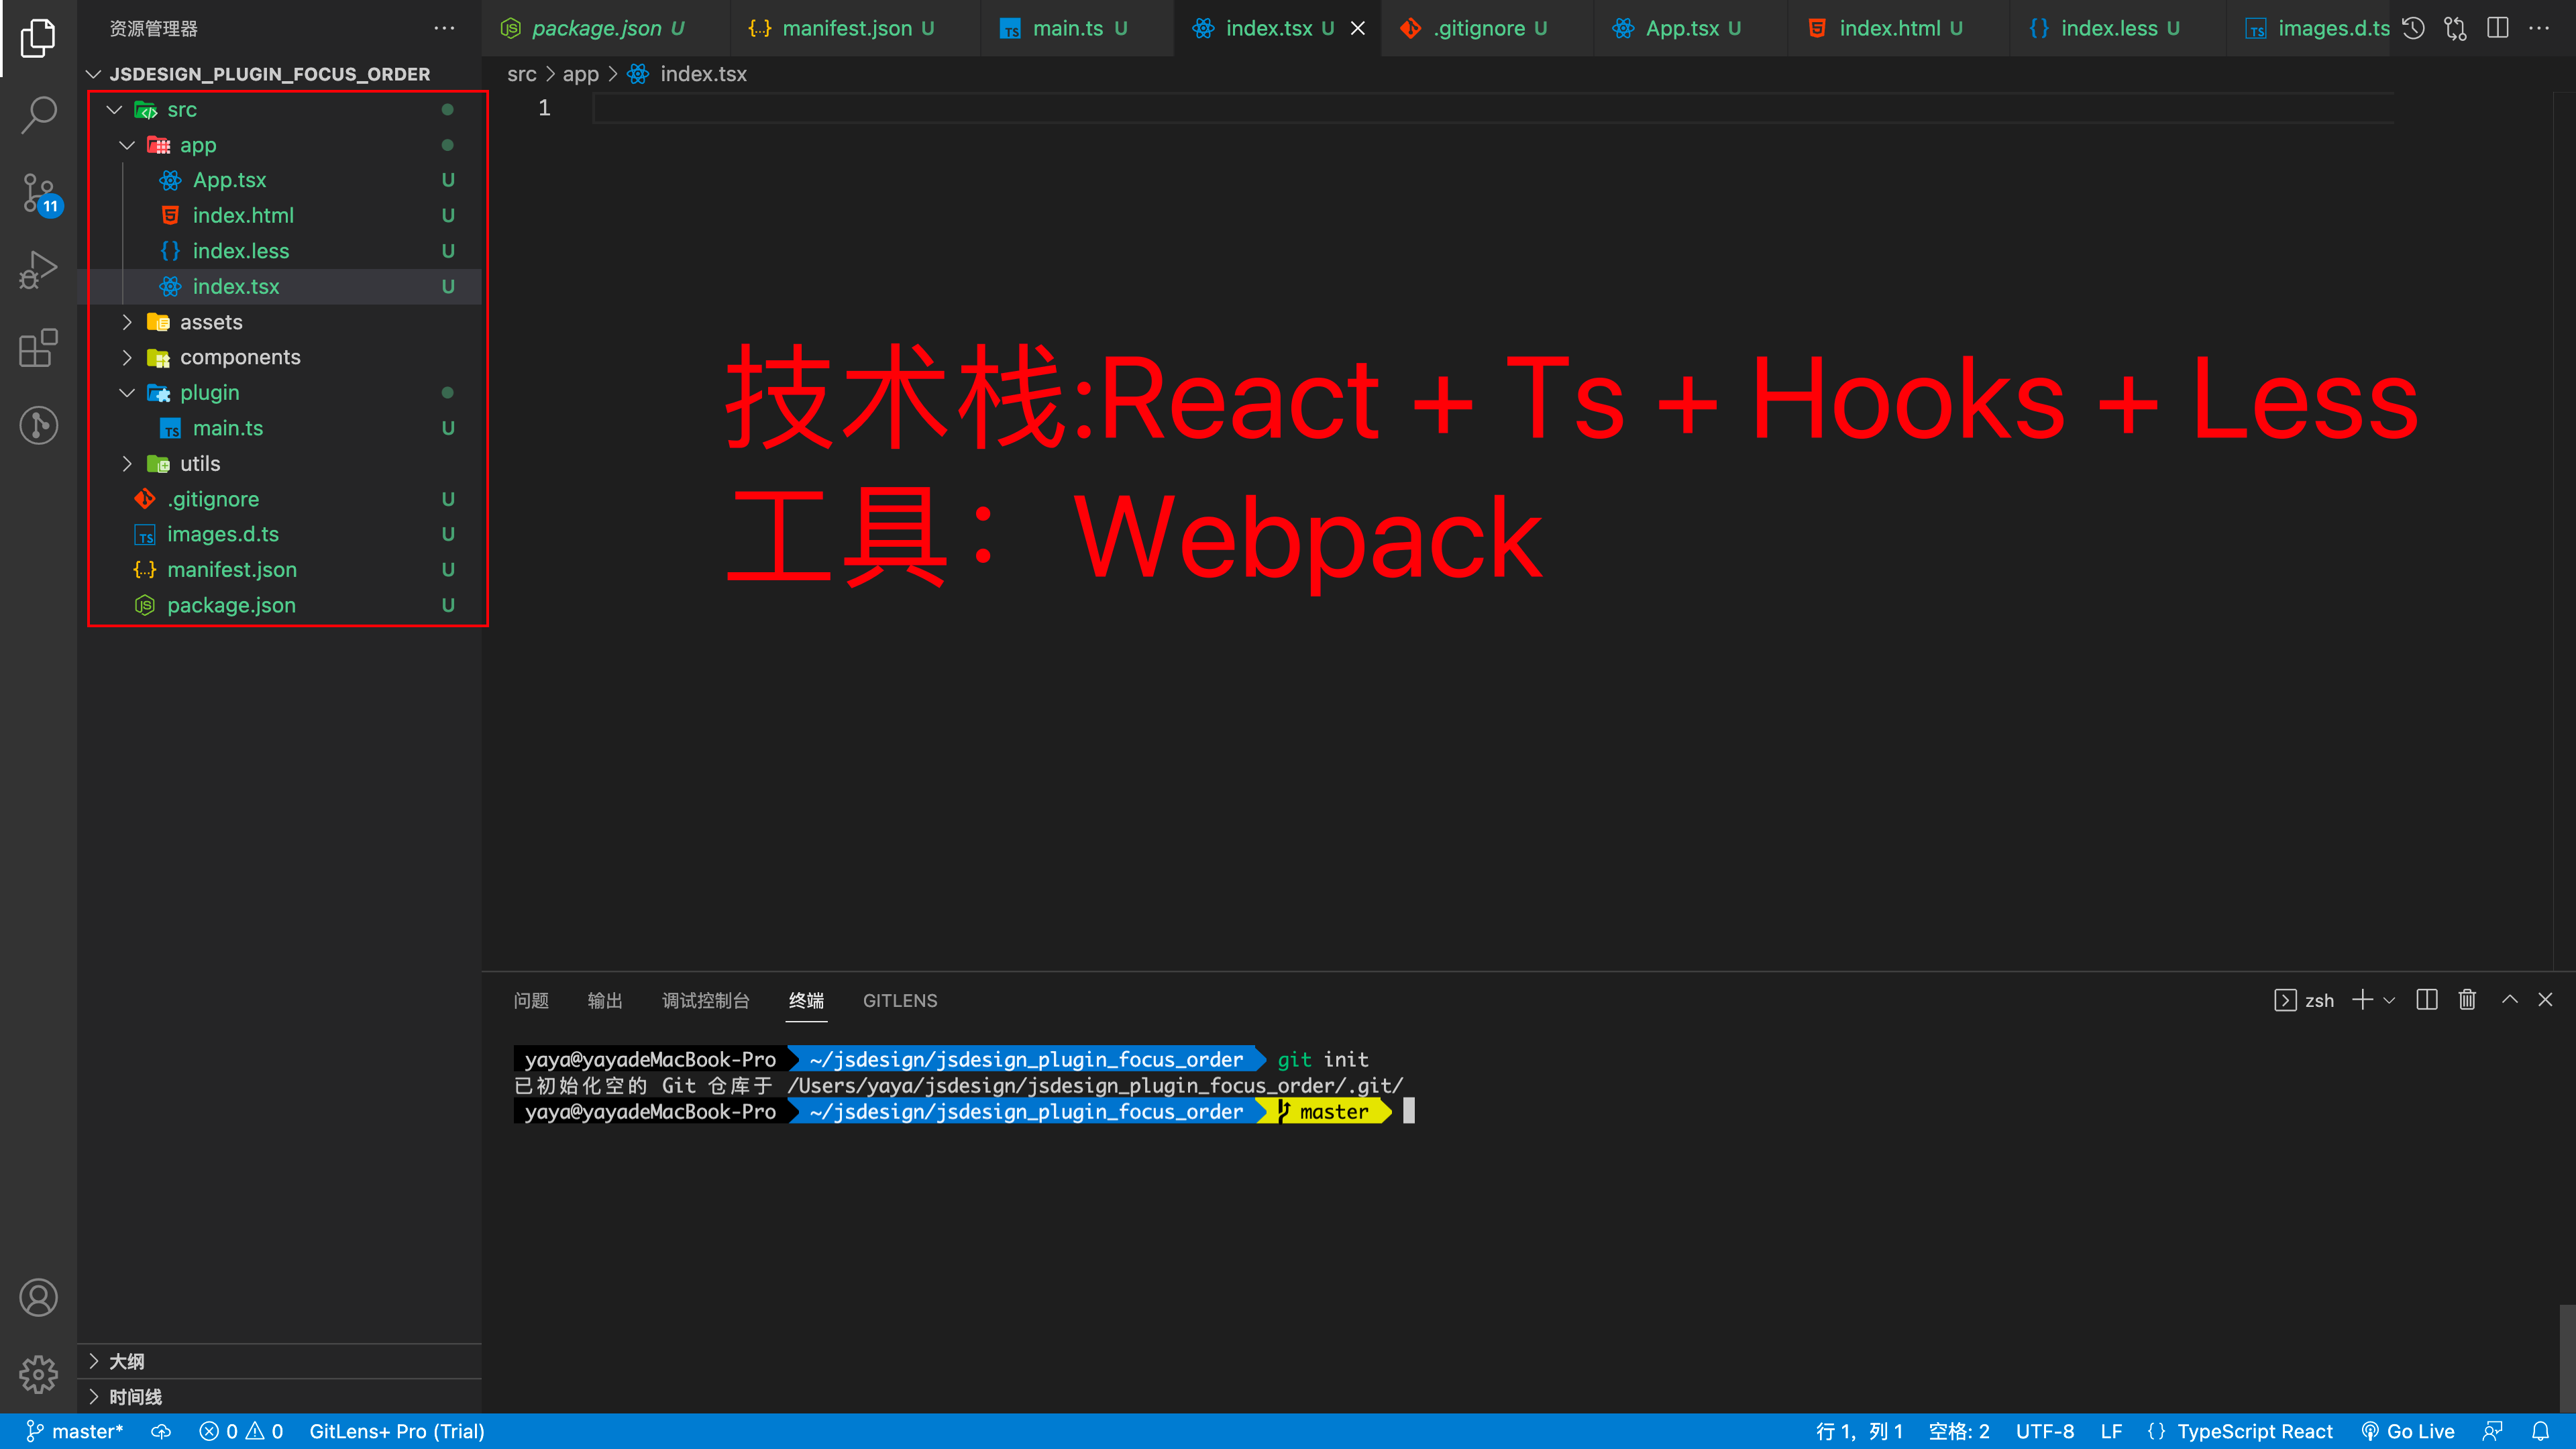 资源管理器
package.json U
manifest.json U
main.ts U
index.tsx U
.gitignore U
App.tsx U
index.html U
index.less U
images.d.ts
JSDESIGN_PLUGIN_FOCUS_ORDER
src > app > index.tsx
1
src
app
App.tsx U
index.html U
index.less U
index.tsx U
assets
components
plugin
main.ts U
utils
.gitignore U
images.d.ts U
manifest.json U
package.json U
11
技术栈:React + Ts + Hooks + Less
工具：Webpack
问题 输出 调试控制台 终端 GITLENS
zsh
yaya@yayadeMacBook-Pro ~/jsdesign/jsdesign_plugin_focus_order git init
已初始化空的 Git 仓库于 /Users/yaya/jsdesign/jsdesign_plugin_focus_order/.git/
yaya@yayadeMacBook-Pro ~/jsdesign/jsdesign_plugin_focus_order master
大纲
时间线
master* 0 0 GitLens+ Pro (Trial) 行 1，列 1 空格: 2 UTF-8 LF {} TypeScript React Go Live